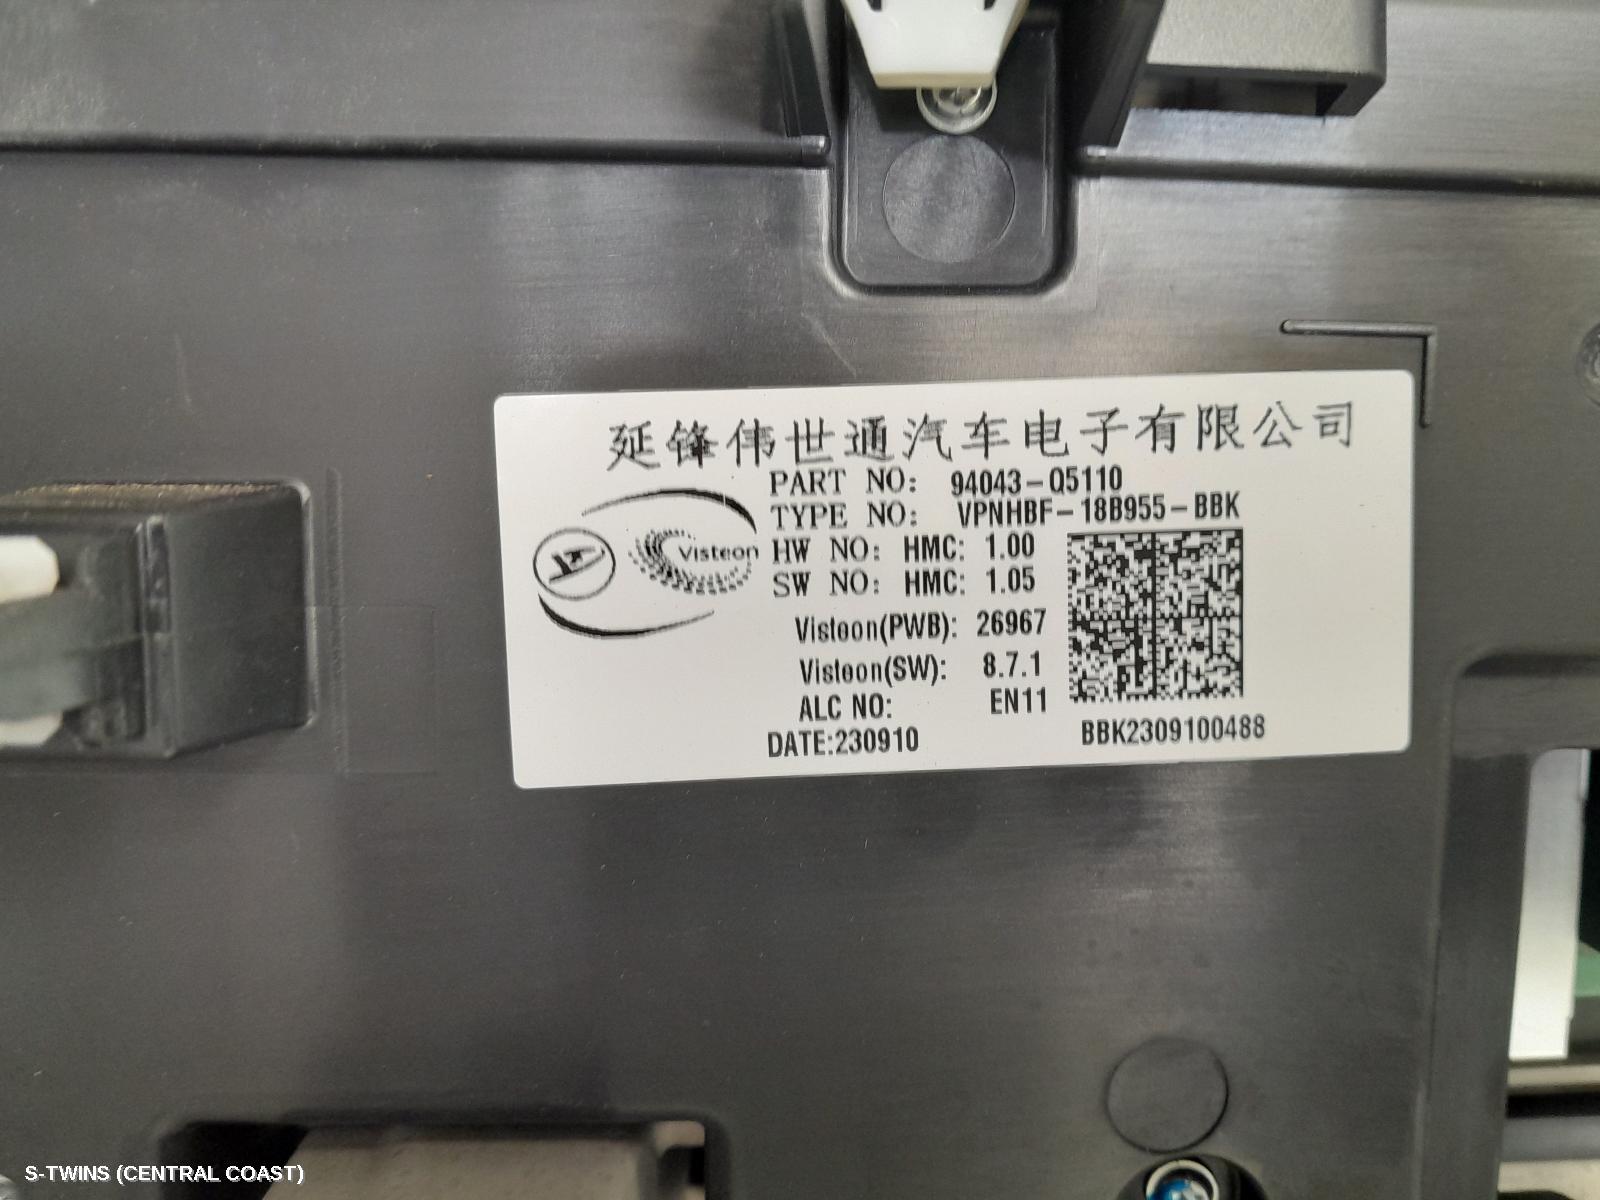 延锋伟世通汽车电子有限公司
PART NO: 94043-Q5110
TYPE NO: VPNHBF-18B955-BBK
Visteon
HW NO: HMC: 1.00
SW NO: HMC: 1.05
Visteon(PWB): 26967
Visteon(SW): 8.7.1
ALC NO: EN11
DATE:230910
BBK2309100488
S-TWINS (CENTRAL COAST)